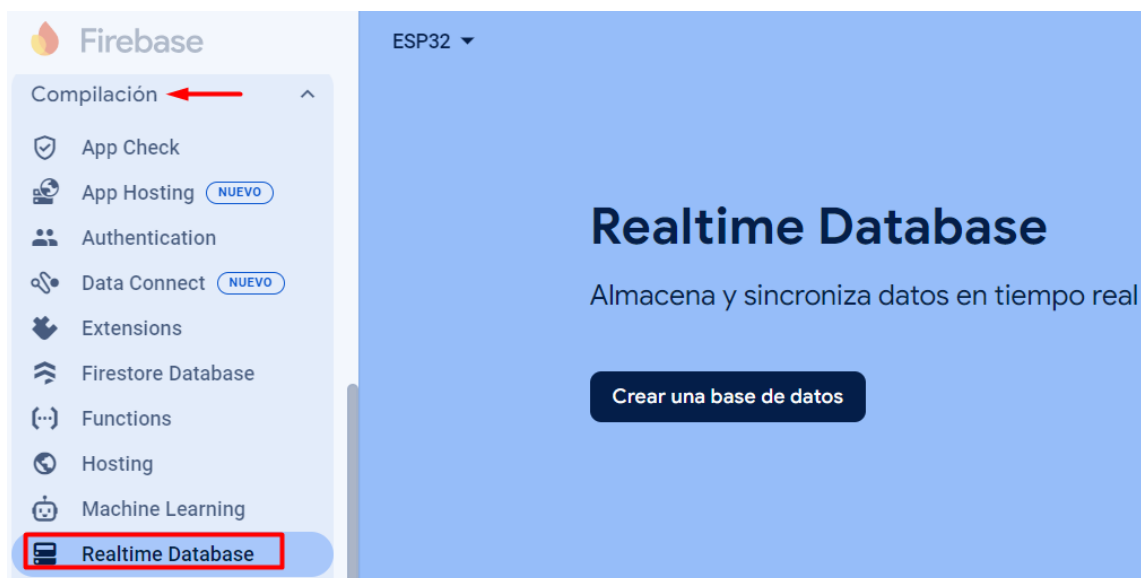 Firebase
Compilación
App Check
App Hosting NUEVO
Authentication
Data Connect NUEVO
Extensions
Firestore Database
Functions
Hosting
Machine Learning
Realtime Database
ESP32
Realtime Database
Almacena y sincroniza datos en tiempo real
Crear una base de datos